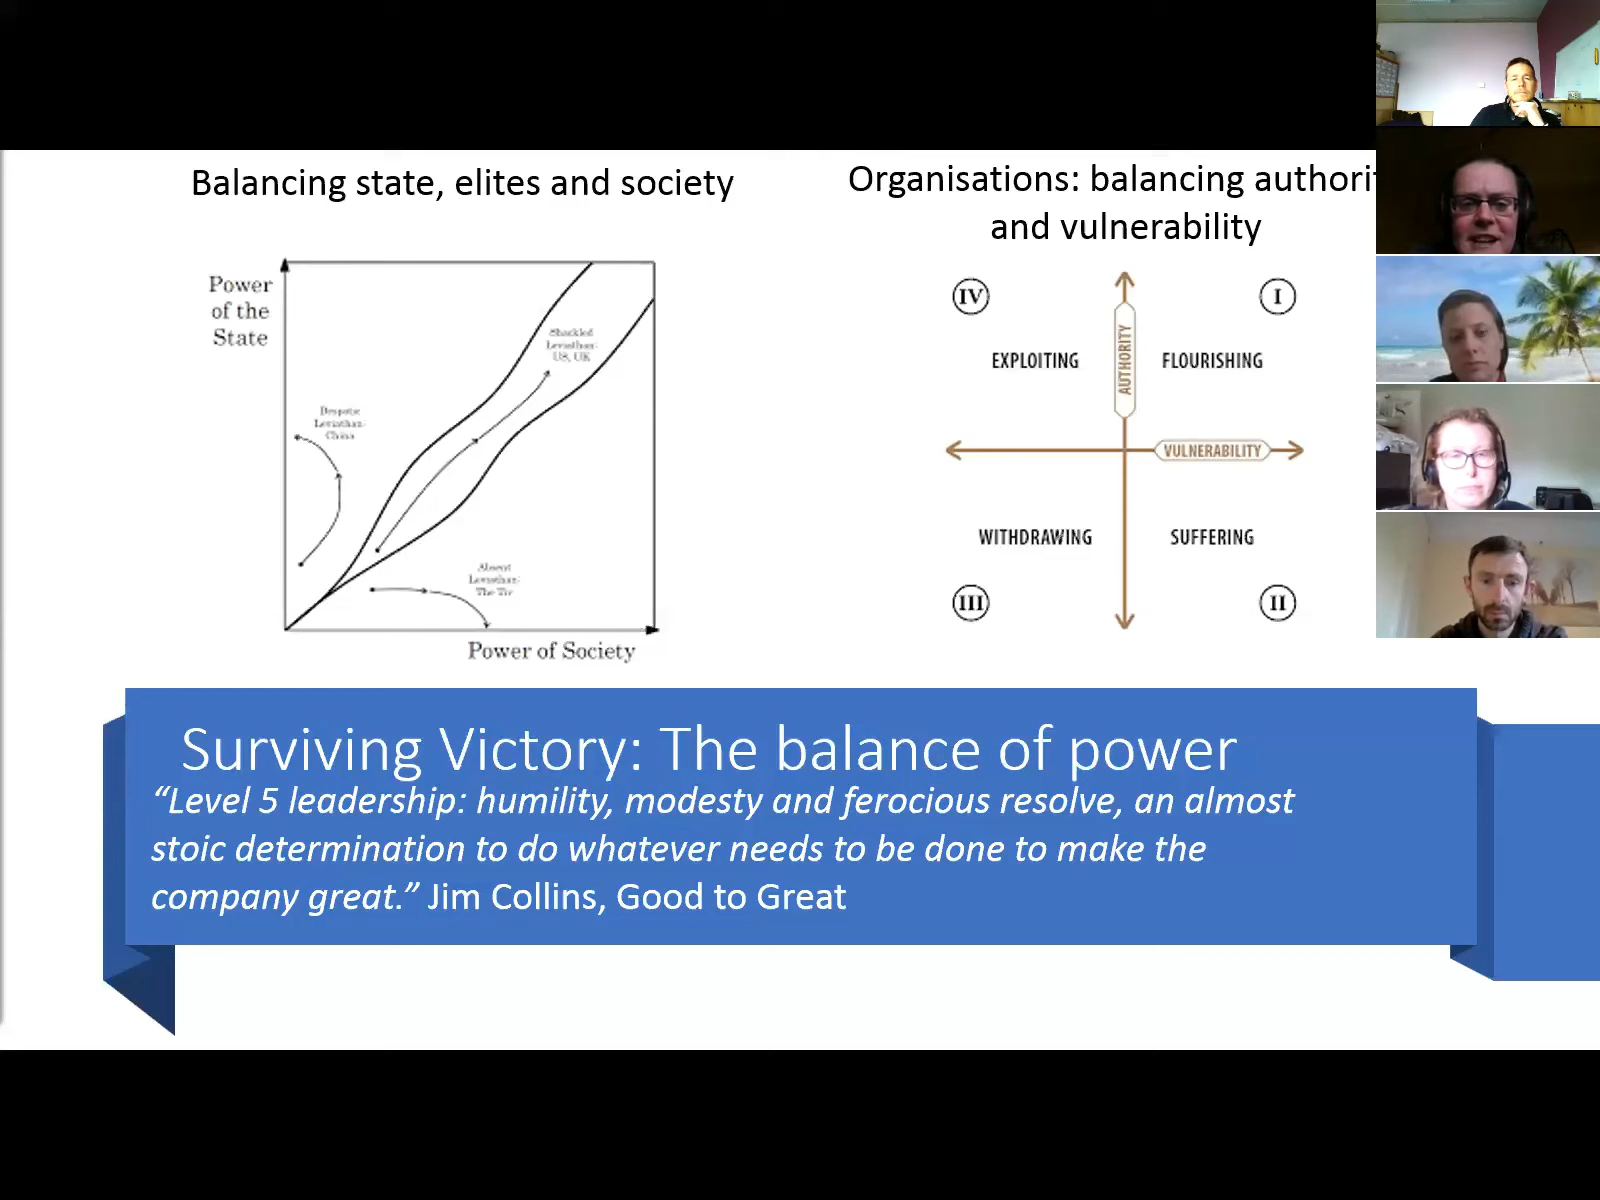 Balancing state, elites and society
Organisations: balancing authori
and vulnerability
Power
of the
State
Shackled
Leviathan:
US, UK
Despotic
Leviathan:
China
Absent
Leviathan:
The Tiv
Power of Society
IV
I
EXPLOITING
AUTHORITY
FLOURISHING
VULNERABILITY
WITHDRAWING
SUFFERING
III
II
Surviving Victory: The balance of power
“Level 5 leadership: humility, modesty and ferocious resolve, an almost
stoic determination to do whatever needs to be done to make the
company great.” Jim Collins, Good to Great